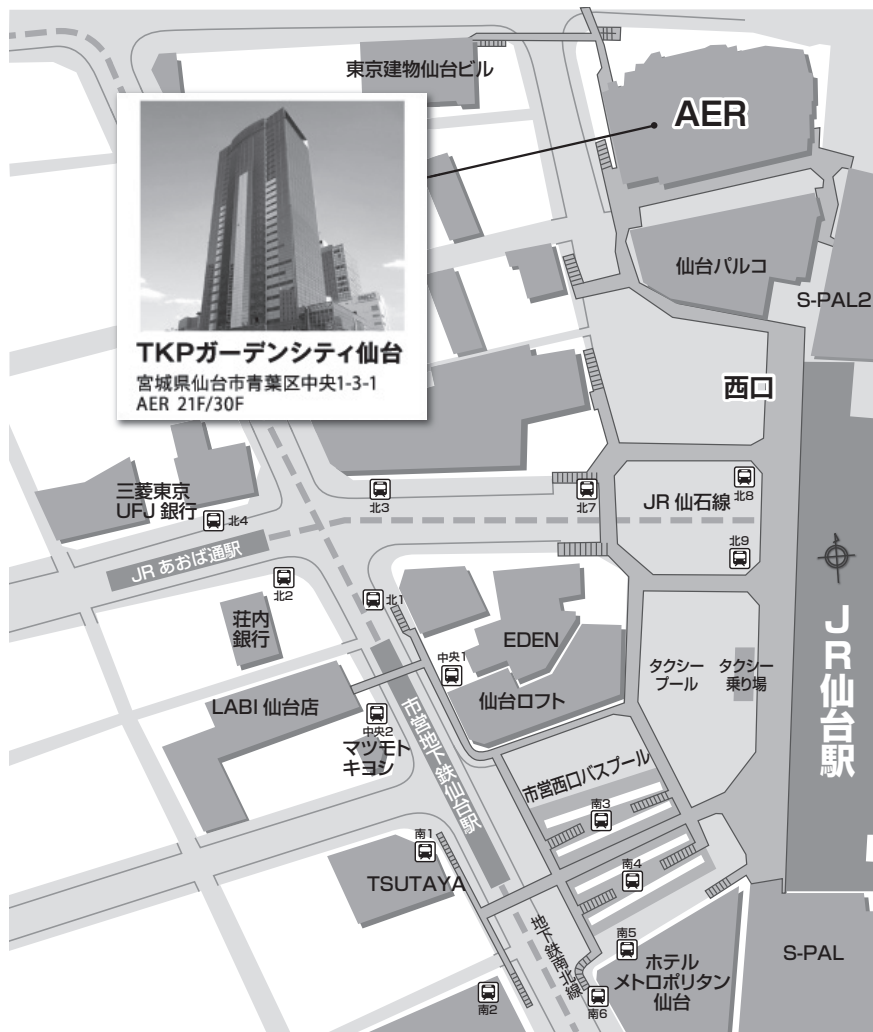 東京建物仙台ビル
AER
TKPガーデンシティ仙台
宮城県仙台市青葉区中央1-3-1
AER 21F/30F
仙台パルコ
S-PAL2
西口
三菱東京
UFJ 銀行
北4
北3
北7
JR 仙石線
北8
北9
JR あおば通駅
北2
北1
荘内
銀行
EDEN
中央1
仙台ロフト
タクシー
プール
タクシー
乗り場
JR仙台駅
LABI 仙台店
中央2
マツモト
キヨシ
市営地下鉄仙台駅
市営西口バスプール
南3
南1
TSUTAYA
南4
地下鉄南北線
南5
ホテル
メトロポリタン
仙台
S-PAL
南2
南6